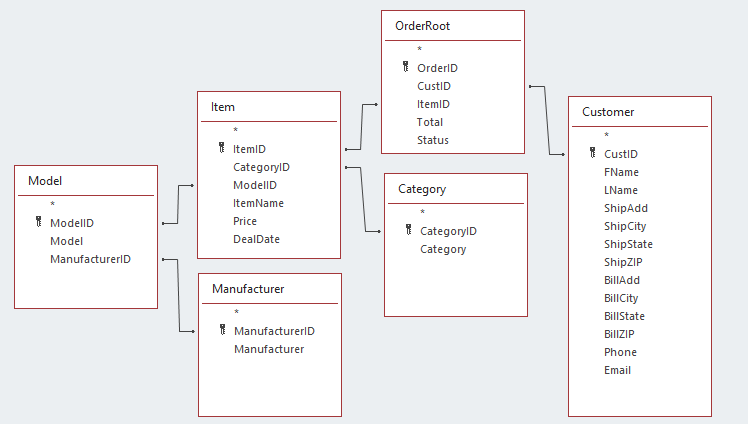 Model
*
ModelID
Model
ManufacturerID
Item
*
ItemID
CategoryID
ModelID
ItemName
Price
DealDate
Manufacturer
*
ManufacturerID
Manufacturer
OrderRoot
*
OrderID
CustID
ItemID
Total
Status
Category
*
CategoryID
Category
Customer
*
CustID
FName
LName
ShipAdd
ShipCity
ShipState
ShipZIP
BillAdd
BillCity
BillState
BillZIP
Phone
Email